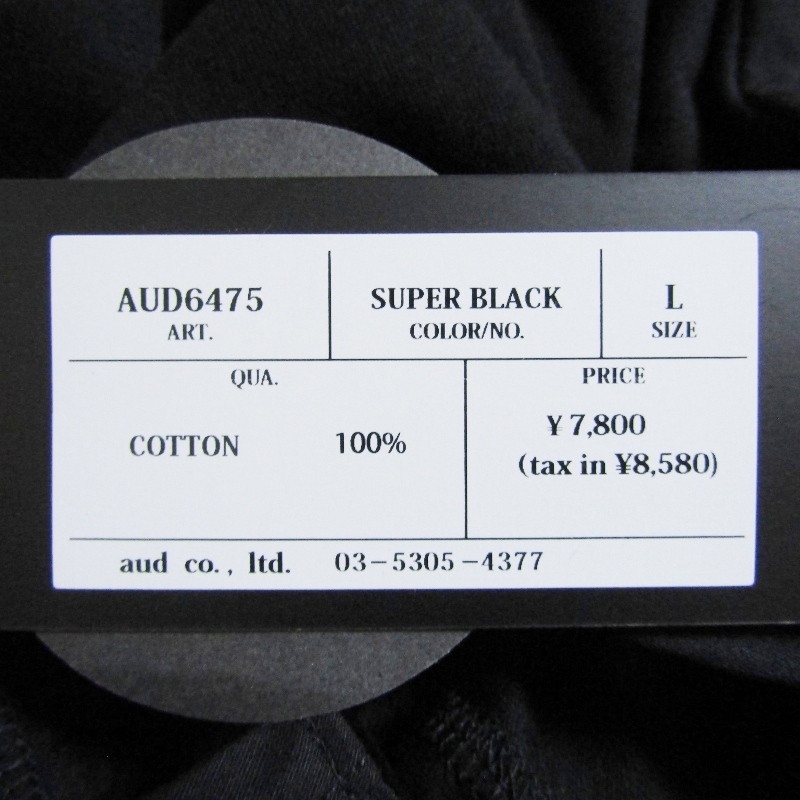 AUD6475
ART.
SUPER BLACK
COLOR/NO.
L
SIZE
QUA.
COTTON 100%
PRICE
¥7,800
(tax in ¥8,580)
aud co., ltd. 03-5305-4377